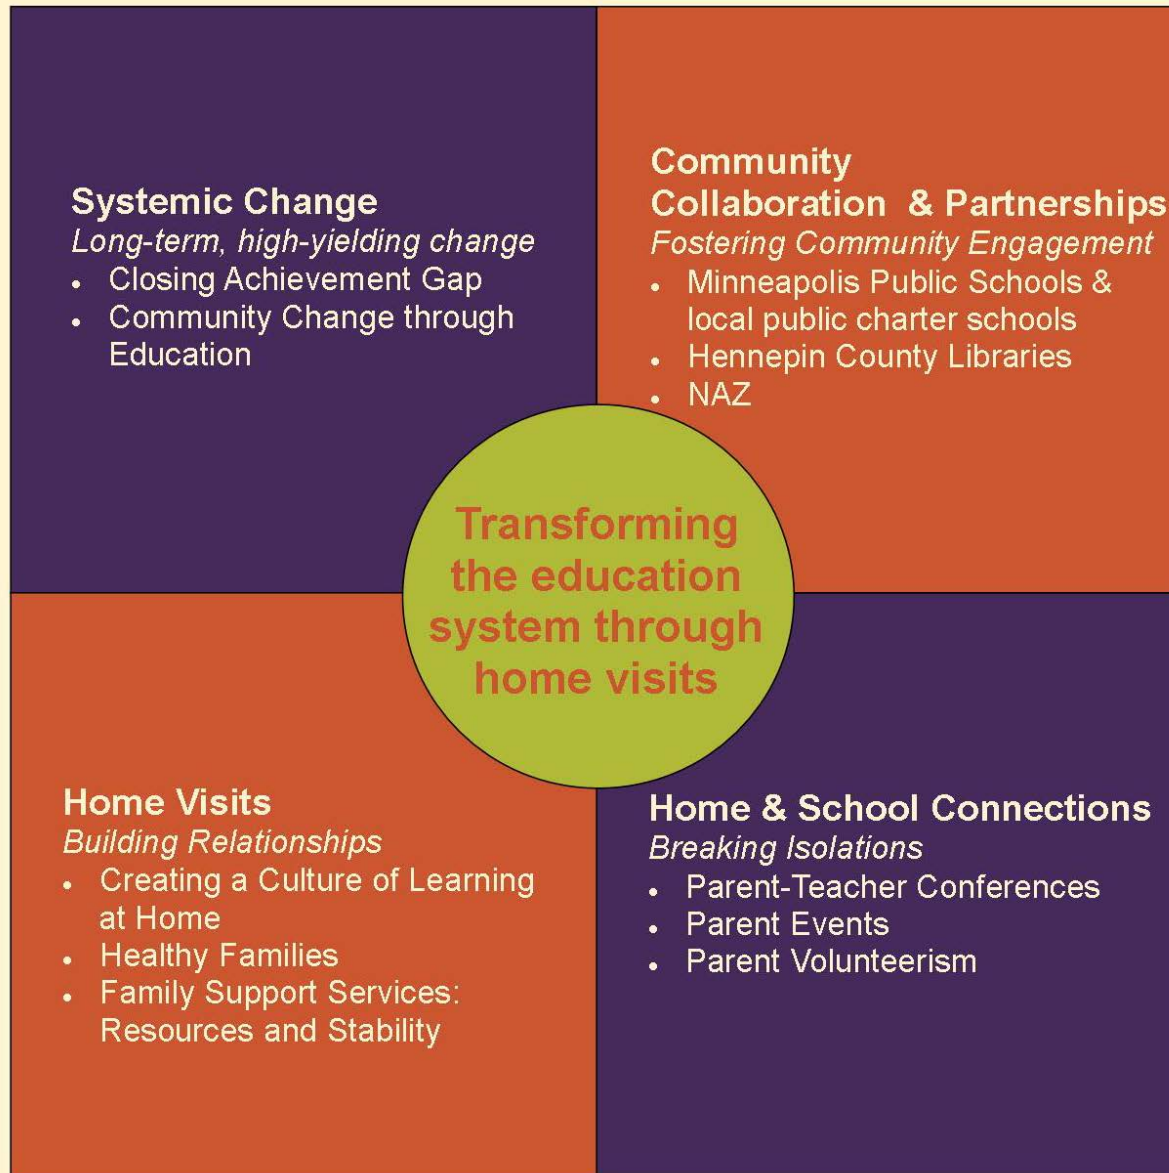 Systemic Change
Long-term, high-yielding change
• Closing Achievement Gap
• Community Change through
Education
Community
Collaboration & Partnerships
Fostering Community Engagement
• Minneapolis Public Schools &
local public charter schools
• Hennepin County Libraries
• NAZ
Transforming
the education
system through
home visits
Home Visits
Building Relationships
• Creating a Culture of Learning
at Home
• Healthy Families
• Family Support Services:
Resources and Stability
Home & School Connections
Breaking Isolations
• Parent-Teacher Conferences
• Parent Events
• Parent Volunteerism